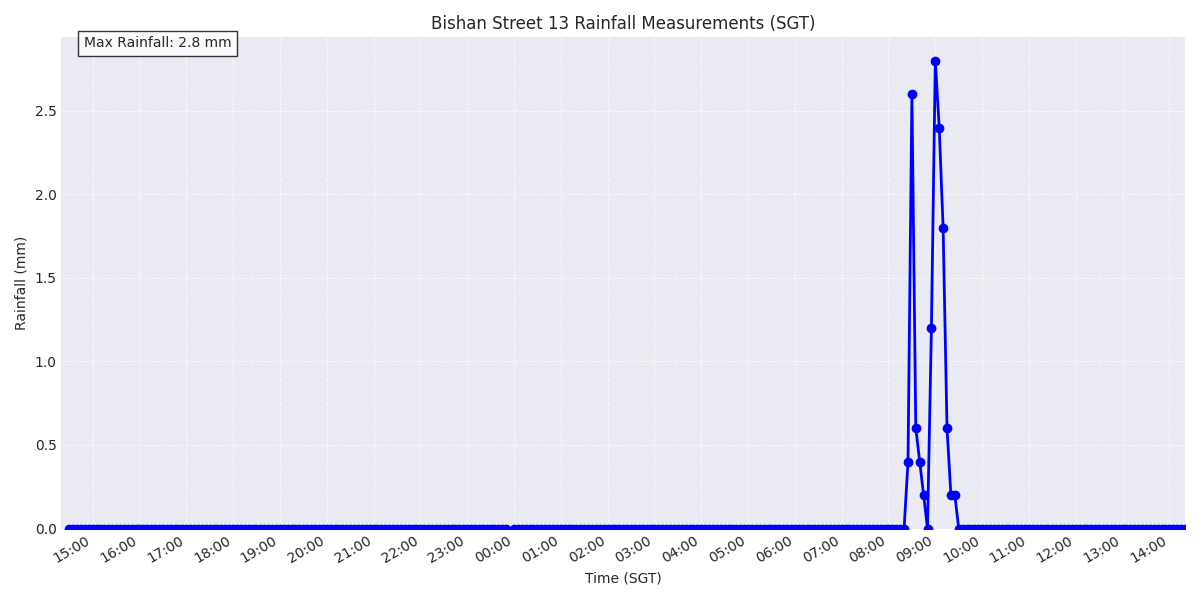 Bishan Street 13 Rainfall Measurements (SGT)
Max Rainfall: 2.8 mm
Rainfall (mm)
2.5
2.0
1.5
1.0
0.5
0.0
15:00 16:00 17:00 18:00 19:00 20:00 21:00 22:00 23:00 00:00 01:00 02:00 03:00 04:00 05:00 06:00 07:00 08:00 09:00 10:00 11:00 12:00 13:00 14:00
Time (SGT)